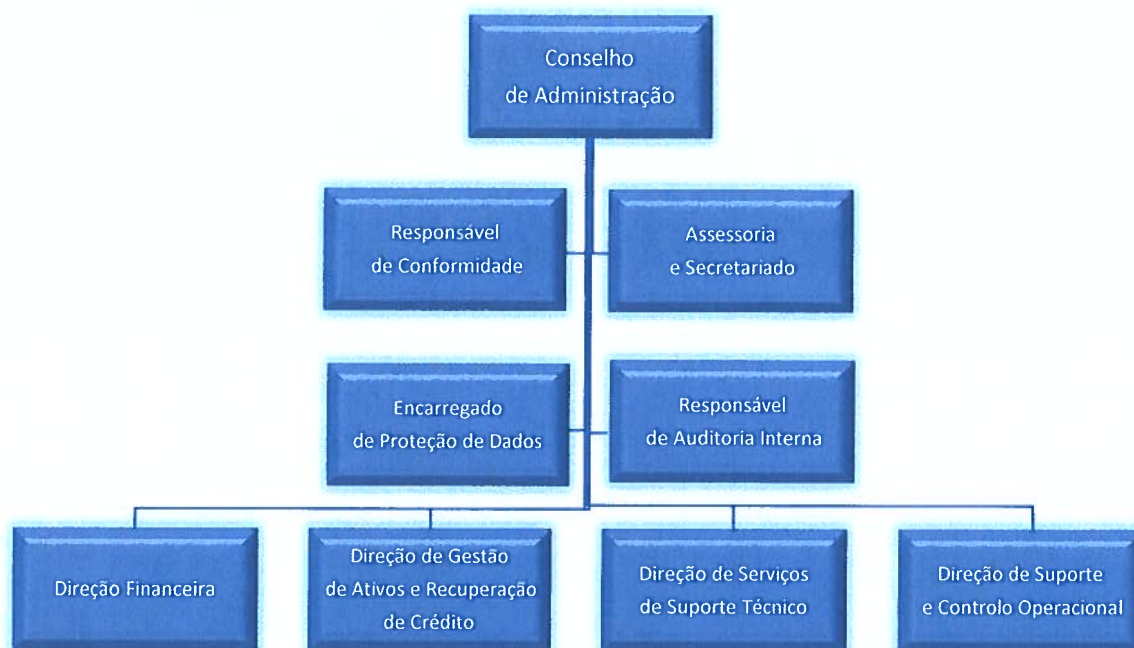 Conselho
de Administração
Responsável
de Conformidade
Assessoria
e Secretariado
Encarregado
de Proteção de Dados
Responsável
de Auditoria Interna
Direção Financeira
Direção de Gestão
de Ativos e Recuperação
de Crédito
Direção de Serviços
de Suporte Técnico
Direção de Suporte
e Controlo Operacional